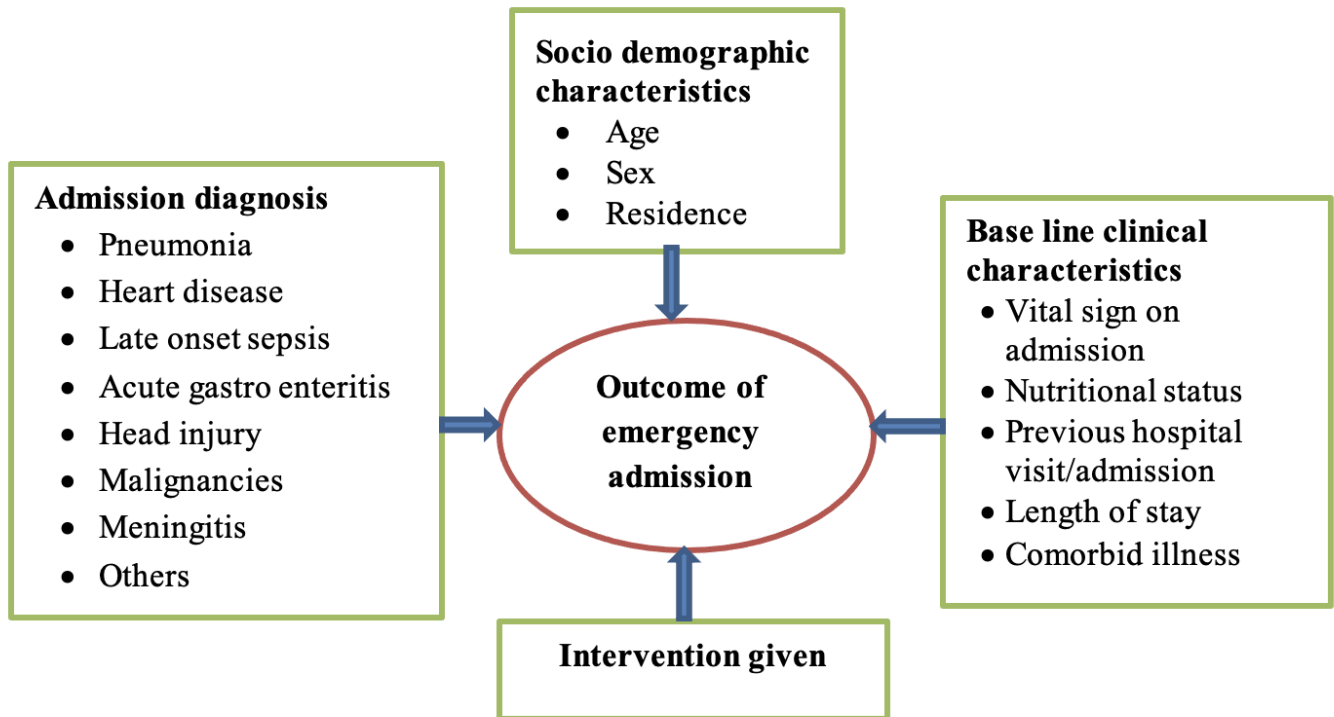 Socio demographic
characteristics
• Age
• Sex
• Residence
Admission diagnosis
• Pneumonia
• Heart disease
• Late onset sepsis
• Acute gastro enteritis
• Head injury
• Malignancies
• Meningitis
• Others
Outcome of
emergency
admission
Base line clinical
characteristics
• Vital sign on
admission
• Nutritional status
• Previous hospital
visit/admission
• Length of stay
• Comorbid illness
Intervention given